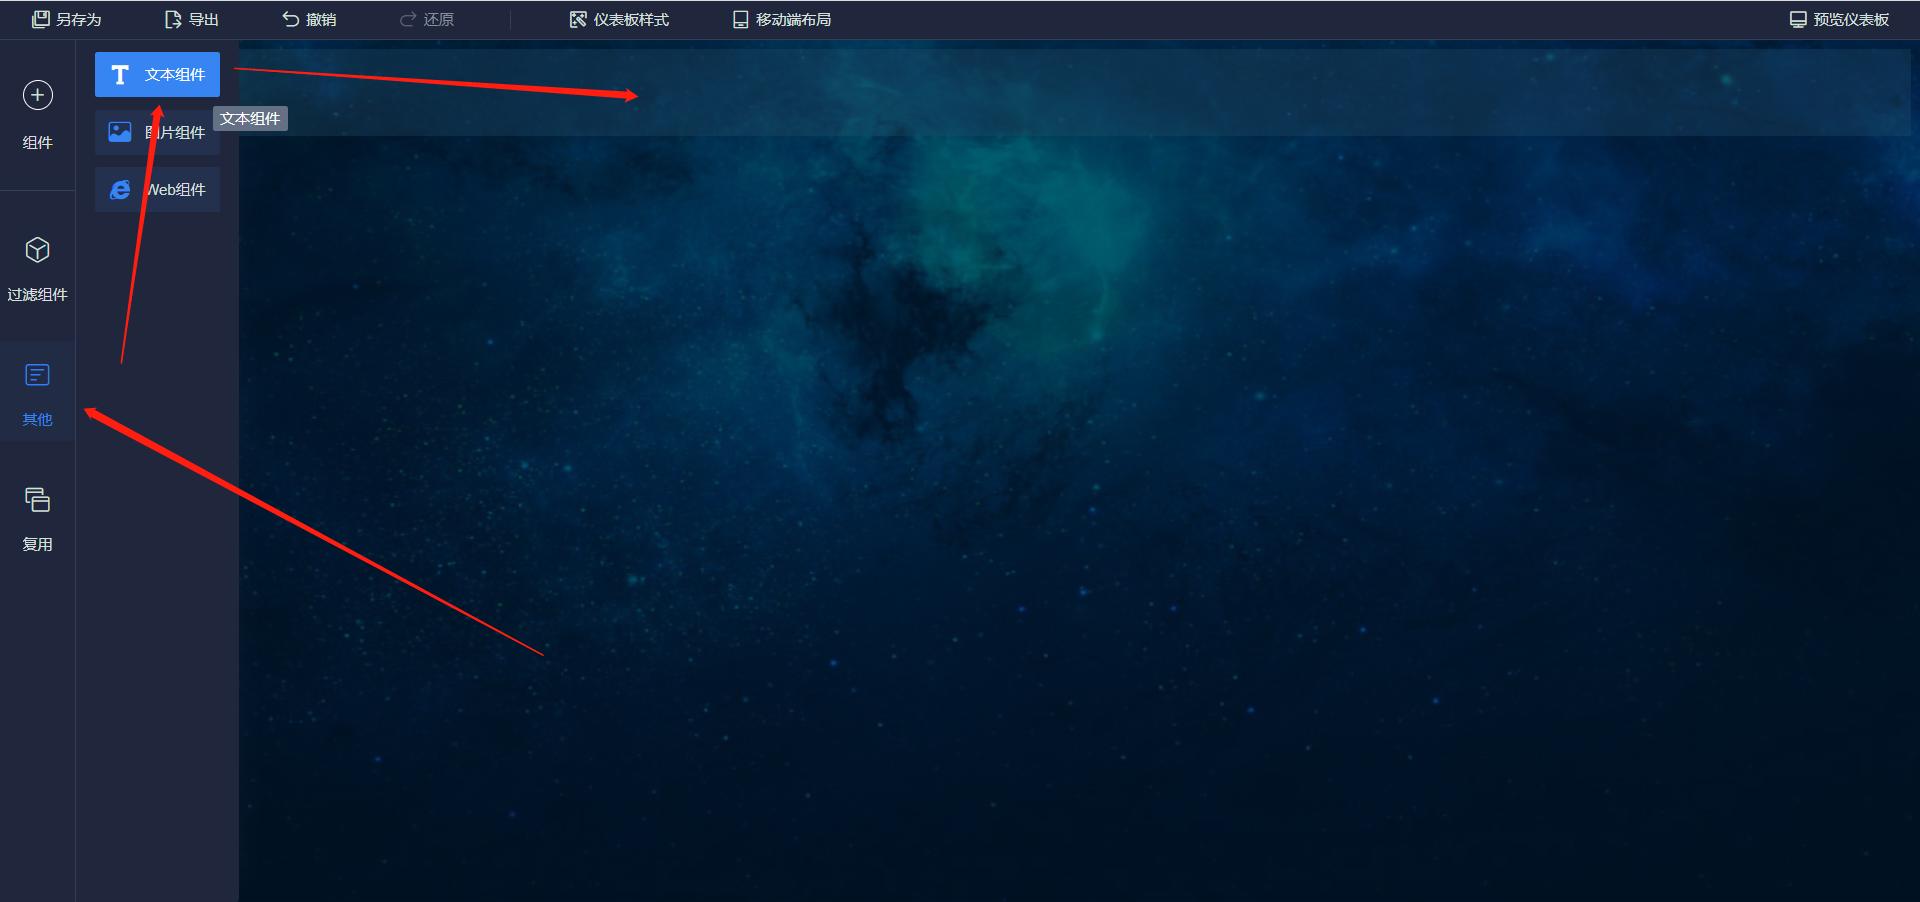 另存为
导出
撤销
还原
仪表板样式
移动端布局
预览仪表板
组件
过滤组件
其他
复用
文本组件
文本组件
图片组件
Web组件